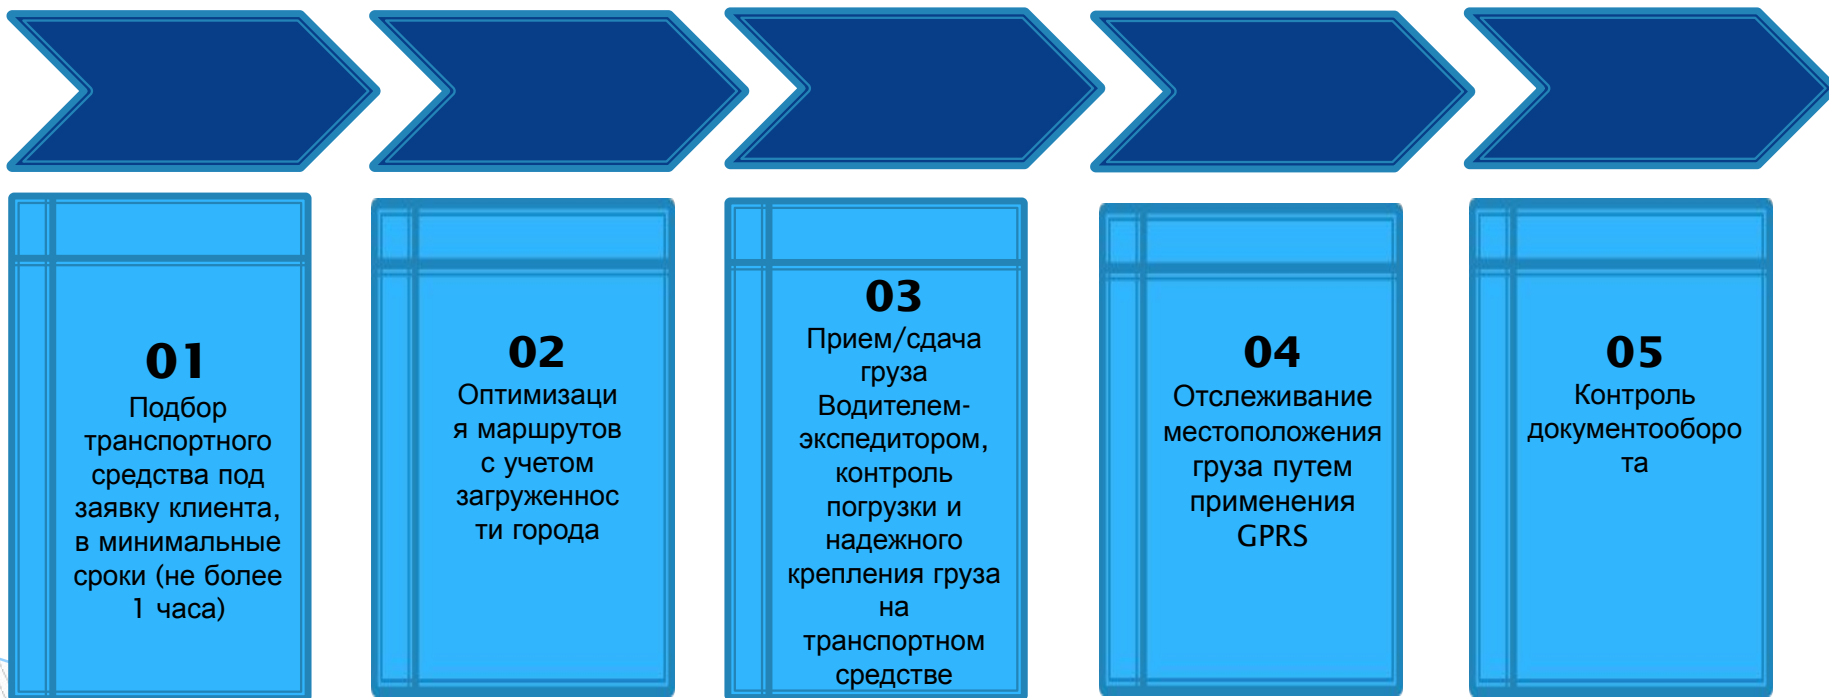 01
Подбор
транспортного
средства под
заявку клиента,
в минимальные
сроки (не более
1 часа)
02
Оптимизаци
я маршрутов
с учетом
загруженнос
ти города
03
Прием/сдача
груза
Водителем-
экспедитором,
контроль
погрузки и
надежного
крепления груза
на
транспортном
средстве
04
Отслеживание
местоположения
груза путем
применения
GPRS
05
Контроль
документооборо
та